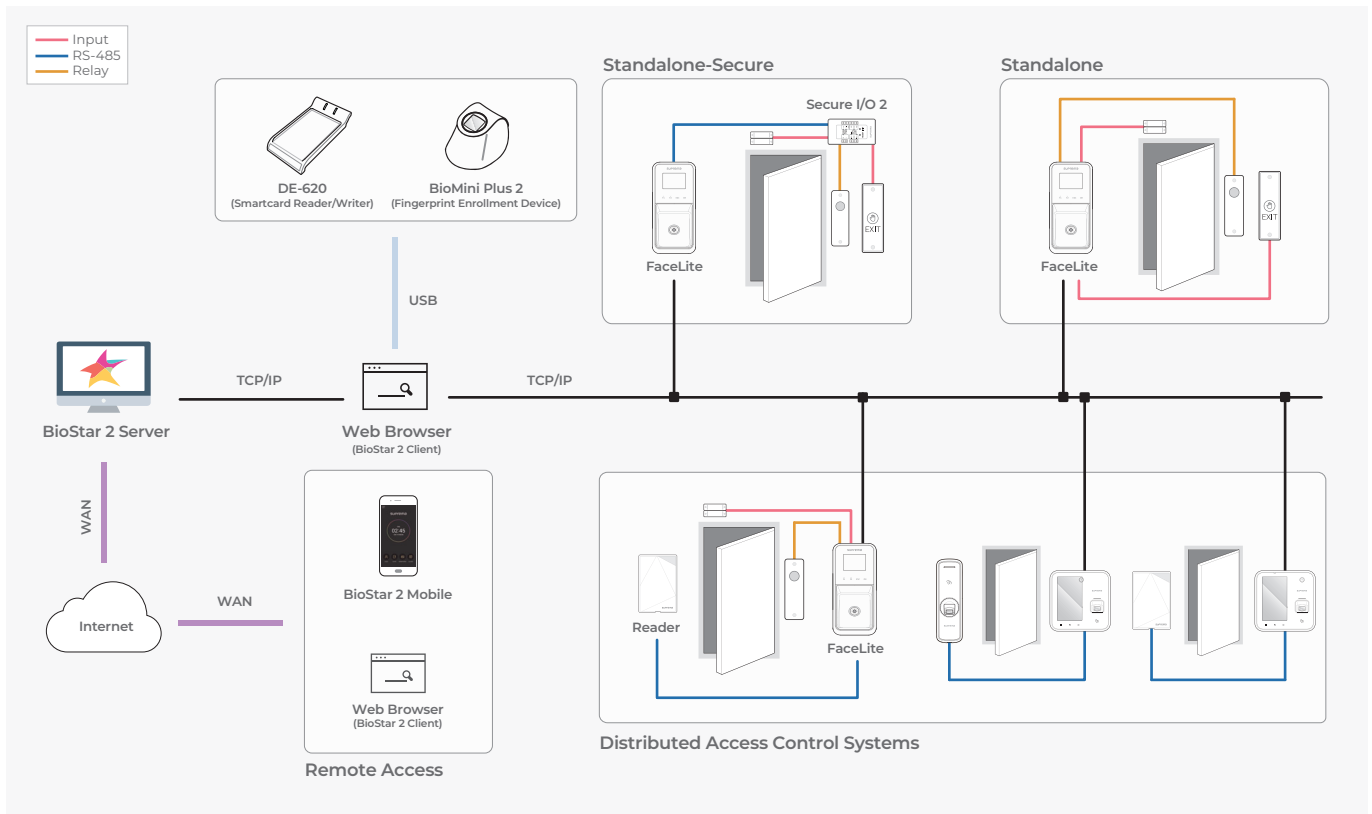 Input
RS-485
Relay
DE-620
(Smartcard Reader/Writer)
BioMini Plus 2
(Fingerprint Enrollment Device)
Standalone-Secure
Secure I/O 2
EXIT
FaceLite
Standalone
EXIT
FaceLite
USB
TCP/IP
TCP/IP
BioStar 2 Server
Web Browser
(BioStar 2 Client)
WAN
Internet
WAN
02:46
BioStar 2 Mobile
Web Browser
(BioStar 2 Client)
Remote Access
Reader
FaceLite
Distributed Access Control Systems